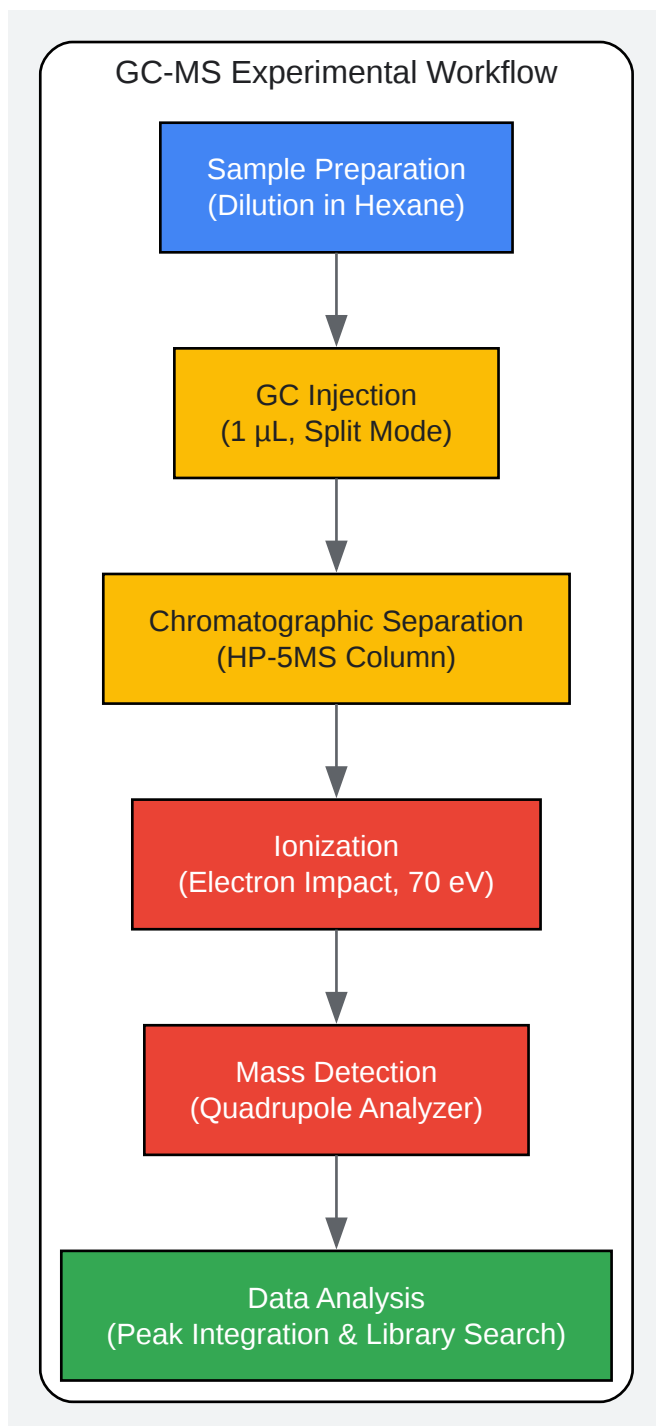 GC-MS Experimental Workflow
Sample Preparation
(Dilution in Hexane)
GC Injection
(1 µL, Split Mode)
Chromatographic Separation
(HP-5MS Column)
Ionization
(Electron Impact, 70 eV)
Mass Detection
(Quadrupole Analyzer)
Data Analysis
(Peak Integration & Library Search)